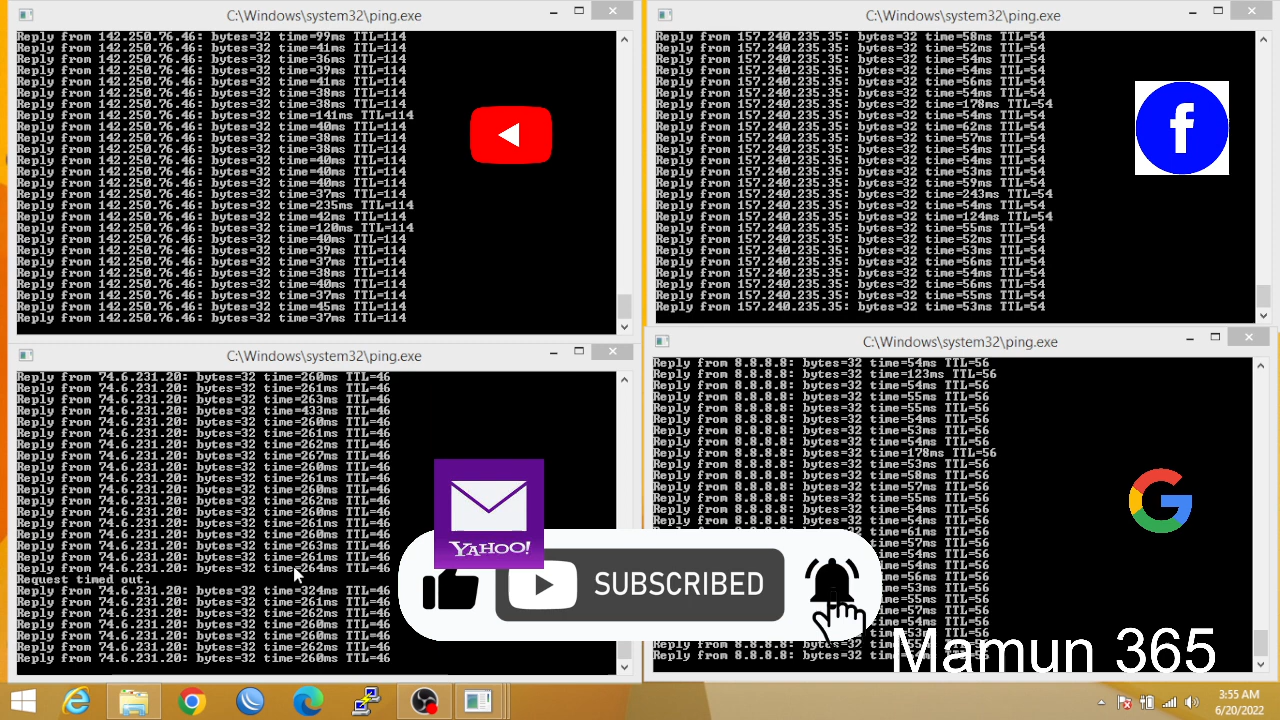 C:\Windows\system32\ping.exe
Reply from 142.250.76.46: bytes=32 time=99ms TTL=114
Reply from 142.250.76.46: bytes=32 time=41ms TTL=114
Reply from 142.250.76.46: bytes=32 time=36ms TTL=114
Reply from 142.250.76.46: bytes=32 time=39ms TTL=114
Reply from 142.250.76.46: bytes=32 time=41ms TTL=114
Reply from 142.250.76.46: bytes=32 time=38ms TTL=114
Reply from 142.250.76.46: bytes=32 time=38ms TTL=114
Reply from 142.250.76.46: bytes=32 time=141ms TTL=114
Reply from 142.250.76.46: bytes=32 time=40ms TTL=114
Reply from 142.250.76.46: bytes=32 time=38ms TTL=114
Reply from 142.250.76.46: bytes=32 time=38ms TTL=114
Reply from 142.250.76.46: bytes=32 time=40ms TTL=114
Reply from 142.250.76.46: bytes=32 time=40ms TTL=114
Reply from 142.250.76.46: bytes=32 time=40ms TTL=114
Reply from 142.250.76.46: bytes=32 time=37ms TTL=114
Reply from 142.250.76.46: bytes=32 time=235ms TTL=114
Reply from 142.250.76.46: bytes=32 time=42ms TTL=114
Reply from 142.250.76.46: bytes=32 time=120ms TTL=114
Reply from 142.250.76.46: bytes=32 time=40ms TTL=114
Reply from 142.250.76.46: bytes=32 time=39ms TTL=114
Reply from 142.250.76.46: bytes=32 time=37ms TTL=114
Reply from 142.250.76.46: bytes=32 time=38ms TTL=114
Reply from 142.250.76.46: bytes=32 time=40ms TTL=114
Reply from 142.250.76.46: bytes=32 time=37ms TTL=114
Reply from 142.250.76.46: bytes=32 time=45ms TTL=114
Reply from 142.250.76.46: bytes=32 time=37ms TTL=114
C:\Windows\system32\ping.exe
Reply from 157.240.235.35: bytes=32 time=58ms TTL=54
Reply from 157.240.235.35: bytes=32 time=52ms TTL=54
Reply from 157.240.235.35: bytes=32 time=54ms TTL=54
Reply from 157.240.235.35: bytes=32 time=54ms TTL=54
Reply from 157.240.235.35: bytes=32 time=56ms TTL=54
Reply from 157.240.235.35: bytes=32 time=54ms TTL=54
Reply from 157.240.235.35: bytes=32 time=178ms TTL=54
Reply from 157.240.235.35: bytes=32 time=54ms TTL=54
Reply from 157.240.235.35: bytes=32 time=62ms TTL=54
Reply from 157.240.235.35: bytes=32 time=57ms TTL=54
Reply from 157.240.235.35: bytes=32 time=54ms TTL=54
Reply from 157.240.235.35: bytes=32 time=54ms TTL=54
Reply from 157.240.235.35: bytes=32 time=53ms TTL=54
Reply from 157.240.235.35: bytes=32 time=59ms TTL=54
Reply from 157.240.235.35: bytes=32 time=243ms TTL=54
Reply from 157.240.235.35: bytes=32 time=54ms TTL=54
Reply from 157.240.235.35: bytes=32 time=124ms TTL=54
Reply from 157.240.235.35: bytes=32 time=55ms TTL=54
Reply from 157.240.235.35: bytes=32 time=52ms TTL=54
Reply from 157.240.235.35: bytes=32 time=53ms TTL=54
Reply from 157.240.235.35: bytes=32 time=56ms TTL=54
Reply from 157.240.235.35: bytes=32 time=54ms TTL=54
Reply from 157.240.235.35: bytes=32 time=56ms TTL=54
Reply from 157.240.235.35: bytes=32 time=55ms TTL=54
Reply from 157.240.235.35: bytes=32 time=53ms TTL=54
f
C:\Windows\system32\ping.exe
Reply from 74.6.231.20: bytes=32 time=260ms TTL=46
Reply from 74.6.231.20: bytes=32 time=261ms TTL=46
Reply from 74.6.231.20: bytes=32 time=263ms TTL=46
Reply from 74.6.231.20: bytes=32 time=433ms TTL=46
Reply from 74.6.231.20: bytes=32 time=260ms TTL=46
Reply from 74.6.231.20: bytes=32 time=261ms TTL=46
Reply from 74.6.231.20: bytes=32 time=262ms TTL=46
Reply from 74.6.231.20: bytes=32 time=267ms TTL=46
Reply from 74.6.231.20: bytes=32 time=260ms TTL=46
Reply from 74.6.231.20: bytes=32 time=261ms TTL=46
Reply from 74.6.231.20: bytes=32 time=260ms TTL=46
Reply from 74.6.231.20: bytes=32 time=262ms TTL=46
Reply from 74.6.231.20: bytes=32 time=260ms TTL=46
Reply from 74.6.231.20: bytes=32 time=261ms TTL=46
Reply from 74.6.231.20: bytes=32 time=260ms TTL=46
Reply from 74.6.231.20: bytes=32 time=263ms TTL=46
Reply from 74.6.231.20: bytes=32 time=261ms TTL=46
Reply from 74.6.231.20: bytes=32 time=264ms TTL=46
Request timed out.
Reply from 74.6.231.20: bytes=32 time=324ms TTL=46
Reply from 74.6.231.20: bytes=32 time=261ms TTL=46
Reply from 74.6.231.20: bytes=32 time=262ms TTL=46
Reply from 74.6.231.20: bytes=32 time=260ms TTL=46
Reply from 74.6.231.20: bytes=32 time=260ms TTL=46
Reply from 74.6.231.20: bytes=32 time=262ms TTL=46
Reply from 74.6.231.20: bytes=32 time=260ms TTL=46
YAHOO!
SUBSCRIBED
C:\Windows\system32\ping.exe
Reply from 8.8.8.8: bytes=32 time=54ms TTL=56
Reply from 8.8.8.8: bytes=32 time=123ms TTL=56
Reply from 8.8.8.8: bytes=32 time=54ms TTL=56
Reply from 8.8.8.8: bytes=32 time=55ms TTL=56
Reply from 8.8.8.8: bytes=32 time=55ms TTL=56
Reply from 8.8.8.8: bytes=32 time=54ms TTL=56
Reply from 8.8.8.8: bytes=32 time=53ms TTL=56
Reply from 8.8.8.8: bytes=32 time=54ms TTL=56
Reply from 8.8.8.8: bytes=32 time=178ms TTL=56
Reply from 8.8.8.8: bytes=32 time=53ms TTL=56
Reply from 8.8.8.8: bytes=32 time=58ms TTL=56
Reply from 8.8.8.8: bytes=32 time=57ms TTL=56
Reply from 8.8.8.8: bytes=32 time=55ms TTL=56
Reply from 8.8.8.8: bytes=32 time=54ms TTL=56
Reply from 8.8.8.8: bytes=32 time=54ms TTL=56
time=61ms TTL=56
time=57ms TTL=56
time=54ms TTL=56
time=55ms TTL=56
time=56ms TTL=56
time=53ms TTL=56
time=55ms TTL=56
time=57ms TTL=56
TTL=56
G
Mamun 365
3:55 AM
6/20/2022